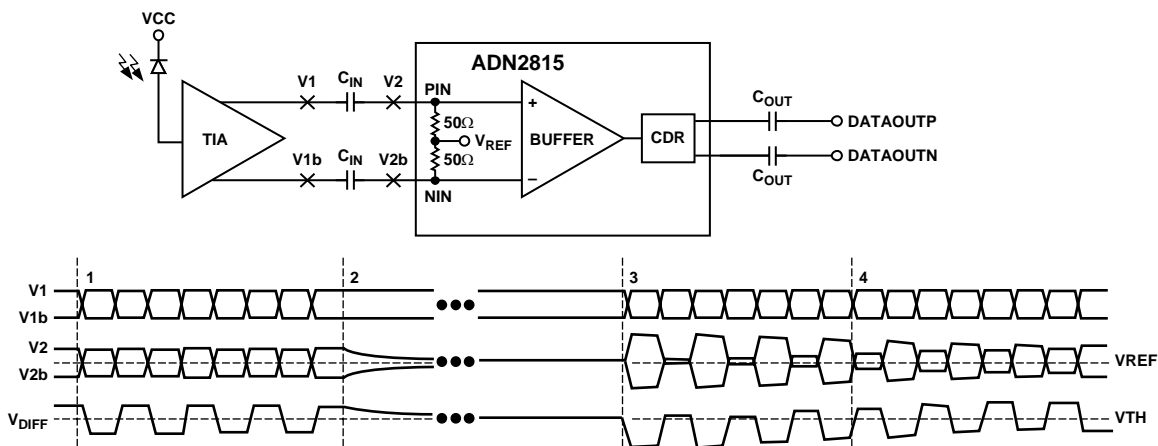 VCC
ADN2815
V1 C_IN V2 PIN C_OUT
TIA 50Ω V_REF + BUFFER CDR DATAOUTP
50Ω DATAOUTN
V1b C_IN V2b − C_OUT
NIN
1 2 3 4
V1
V1b
V2
VREF
V2b
V_DIFF VTH